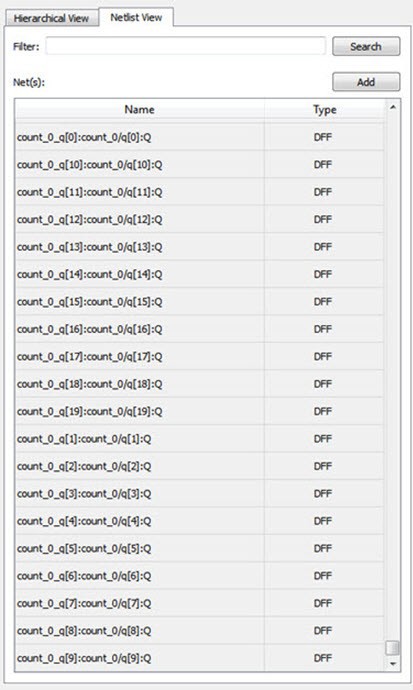 Hierarchical View Netlist View
Filter: Search
Net(s): Add
Name Type
count_0_q[0]:count_0/q[0]:Q DFF
count_0_q[10]:count_0/q[10]:Q DFF
count_0_q[11]:count_0/q[11]:Q DFF
count_0_q[12]:count_0/q[12]:Q DFF
count_0_q[13]:count_0/q[13]:Q DFF
count_0_q[14]:count_0/q[14]:Q DFF
count_0_q[15]:count_0/q[15]:Q DFF
count_0_q[16]:count_0/q[16]:Q DFF
count_0_q[17]:count_0/q[17]:Q DFF
count_0_q[18]:count_0/q[18]:Q DFF
count_0_q[19]:count_0/q[19]:Q DFF
count_0_q[1]:count_0/q[1]:Q DFF
count_0_q[2]:count_0/q[2]:Q DFF
count_0_q[3]:count_0/q[3]:Q DFF
count_0_q[4]:count_0/q[4]:Q DFF
count_0_q[5]:count_0/q[5]:Q DFF
count_0_q[6]:count_0/q[6]:Q DFF
count_0_q[7]:count_0/q[7]:Q DFF
count_0_q[8]:count_0/q[8]:Q DFF
count_0_q[9]:count_0/q[9]:Q DFF